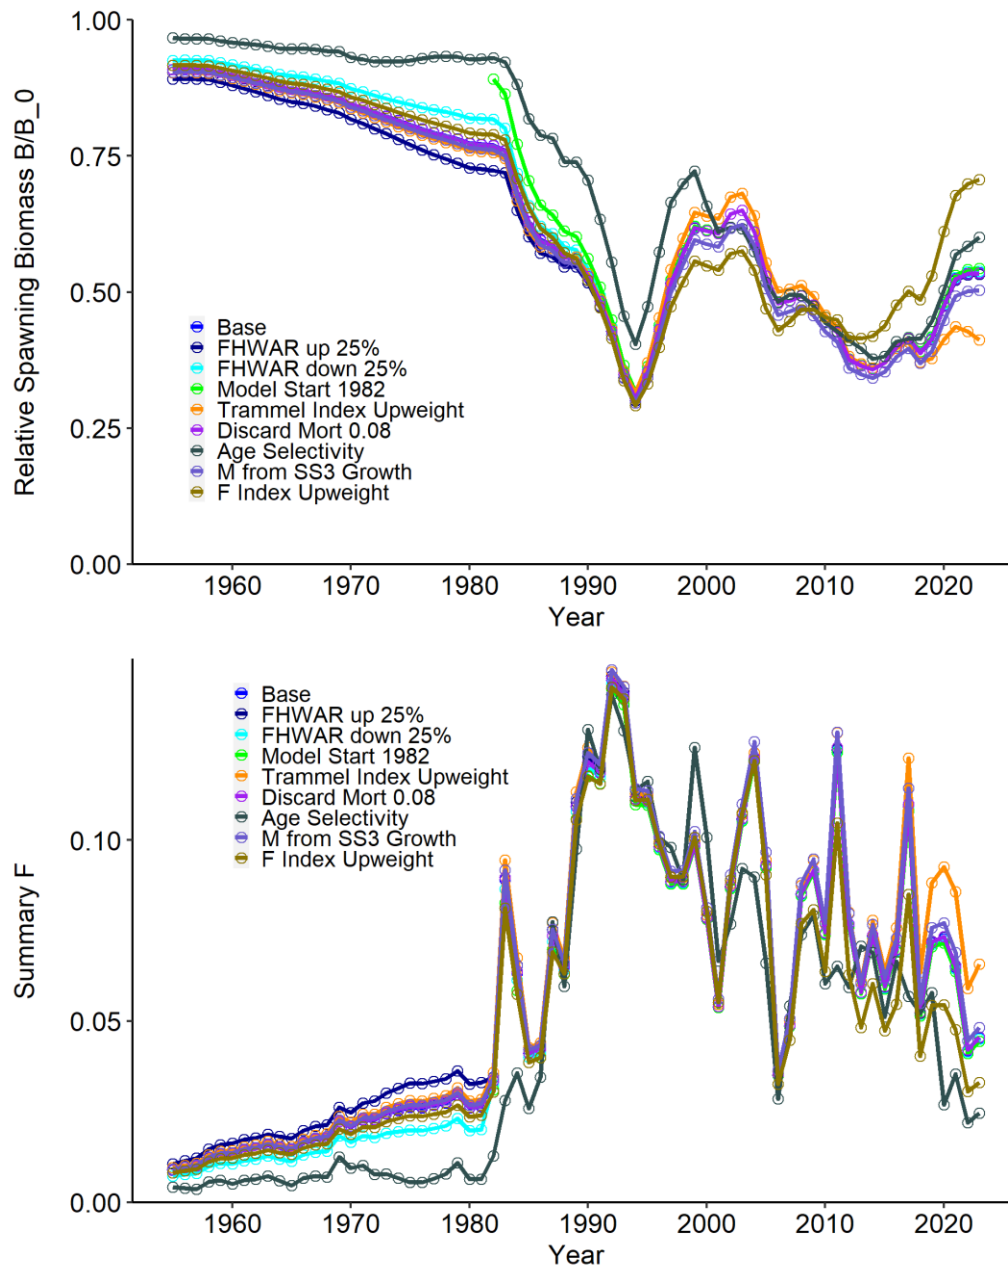 1.00
0.75
0.50
0.25
0.00
Relative Spawning Biomass B/B_0
Base
FHWAR up 25%
FHWAR down 25%
Model Start 1982
Trammel Index Upweight
Discard Mort 0.08
Age Selectivity
M from SS3 Growth
F Index Upweight
1960 1970 1980 1990 2000 2010 2020
Year
0.10
0.05
0.00
Summary F
Base
FHWAR up 25%
FHWAR down 25%
Model Start 1982
Trammel Index Upweight
Discard Mort 0.08
Age Selectivity
M from SS3 Growth
F Index Upweight
1960 1970 1980 1990 2000 2010 2020
Year